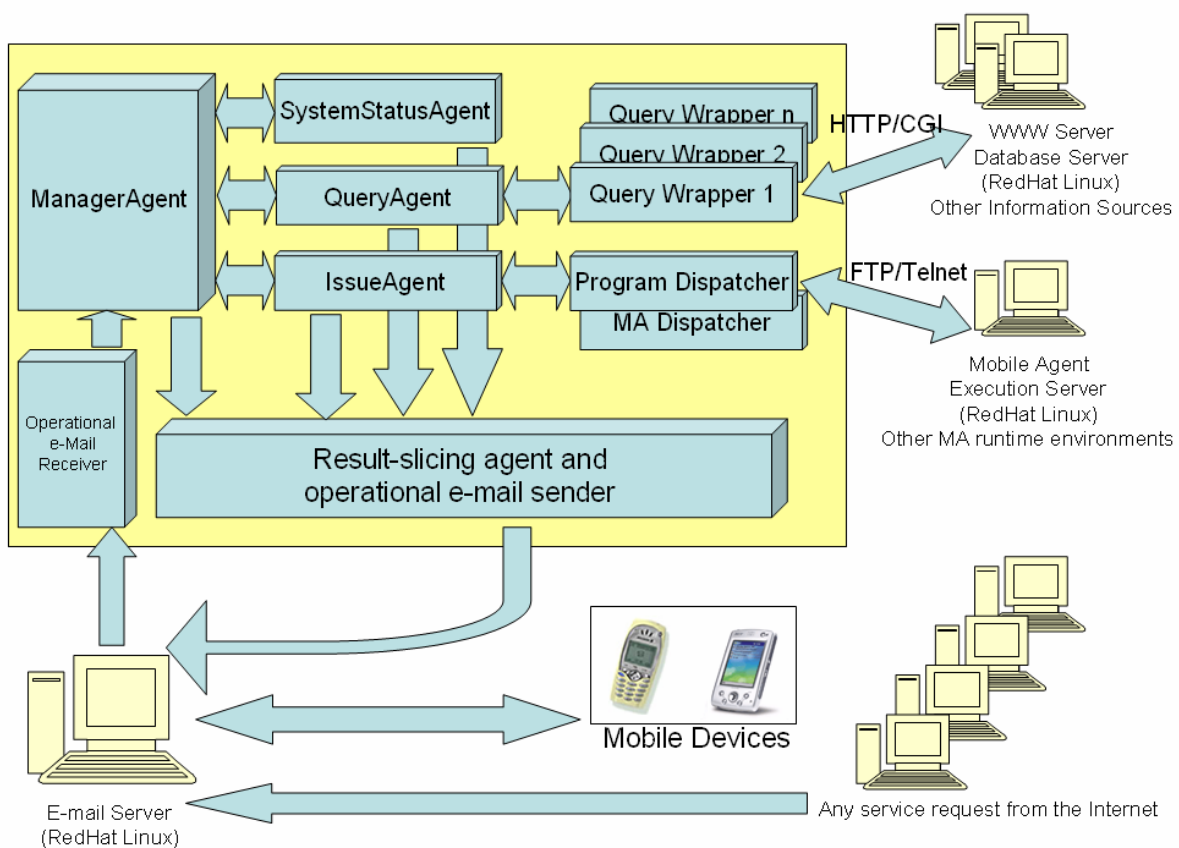 ManagerAgent
SystemStatusAgent
QueryAgent
IssueAgent
Query Wrapper n
Query Wrapper 2
Query Wrapper 1
Program Dispatcher
MA Dispatcher
HTTP/CGI
WWW Server
Database Server
(RedHat Linux)
Other Information Sources
FTP/Telnet
Mobile Agent
Execution Server
(RedHat Linux)
Other MA runtime environments
Operational
e-Mail
Receiver
Result-slicing agent and
operational e-mail sender
Mobile Devices
E-mail Server
(RedHat Linux)
Any service request from the Internet